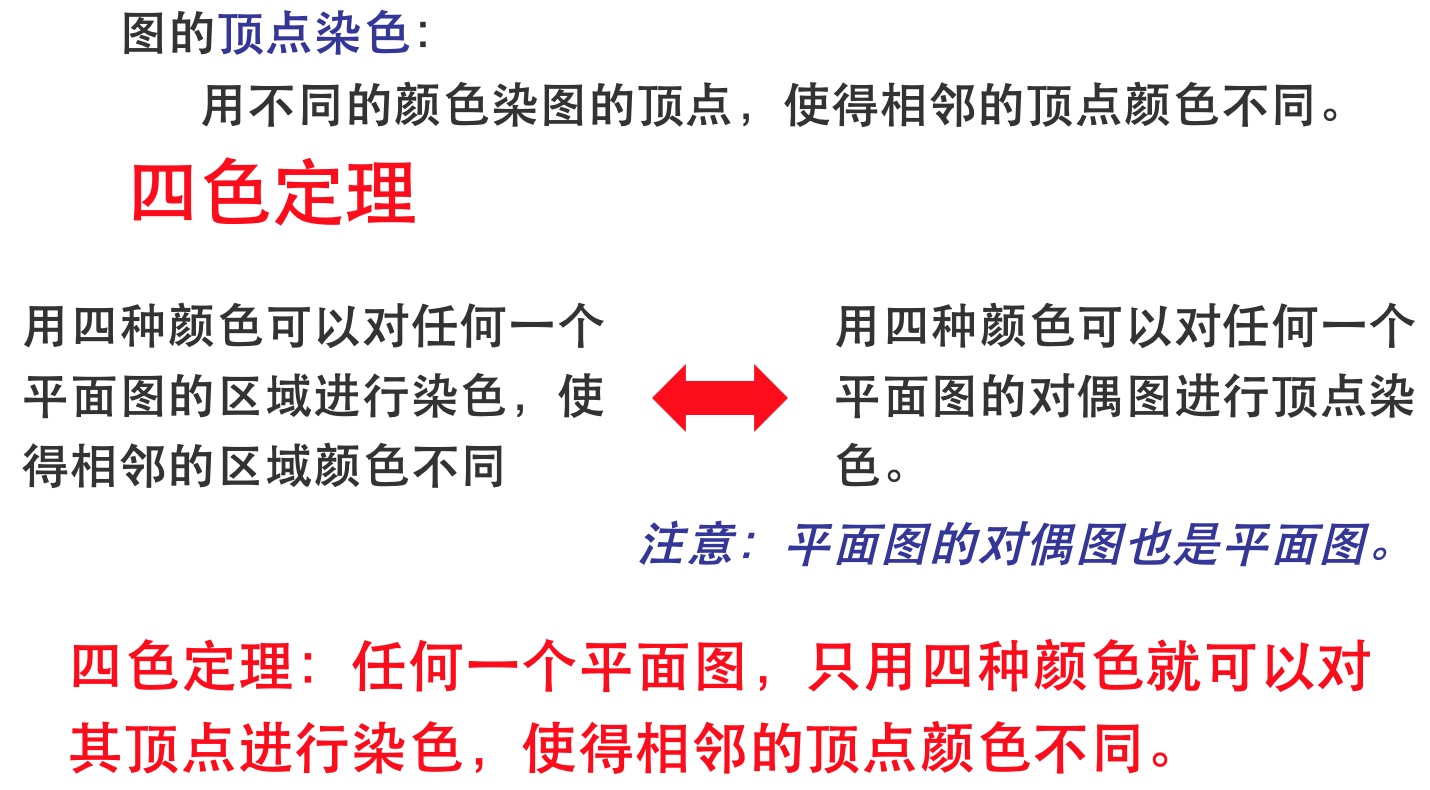 图的顶点染色：
用不同的颜色染图的顶点，使得相邻的顶点颜色不同。
四色定理
用四种颜色可以对任何一个
平面图的区域进行染色，使
得相邻的区域颜色不同
用四种颜色可以对任何一个
平面图的对偶图进行顶点染
色。
注意：平面图的对偶图也是平面图。
四色定理：任何一个平面图，只用四种颜色就可以对
其顶点进行染色，使得相邻的顶点颜色不同。